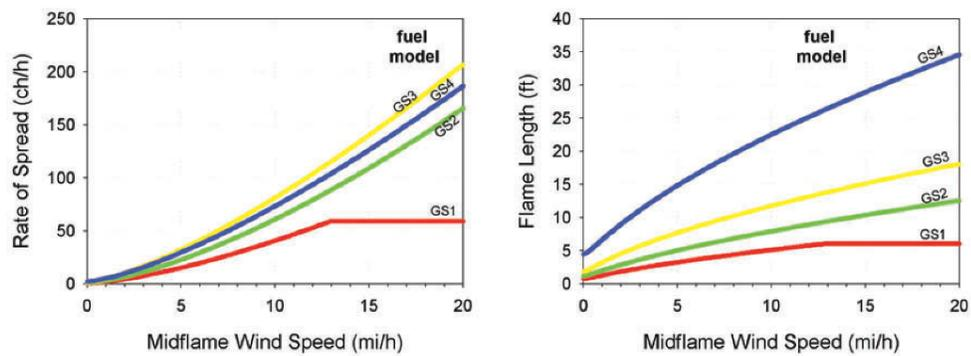 250
200
150
100
50
0
0 5 10 15 20
Rate of Spread (ch/h)
Midflame Wind Speed (mi/h)
fuel
model
GS3
GS4
GS2
GS1
40
35
30
25
20
15
10
5
0
0 5 10 15 20
Flame Length (ft)
Midflame Wind Speed (mi/h)
fuel
model
GS4
GS3
GS2
GS1